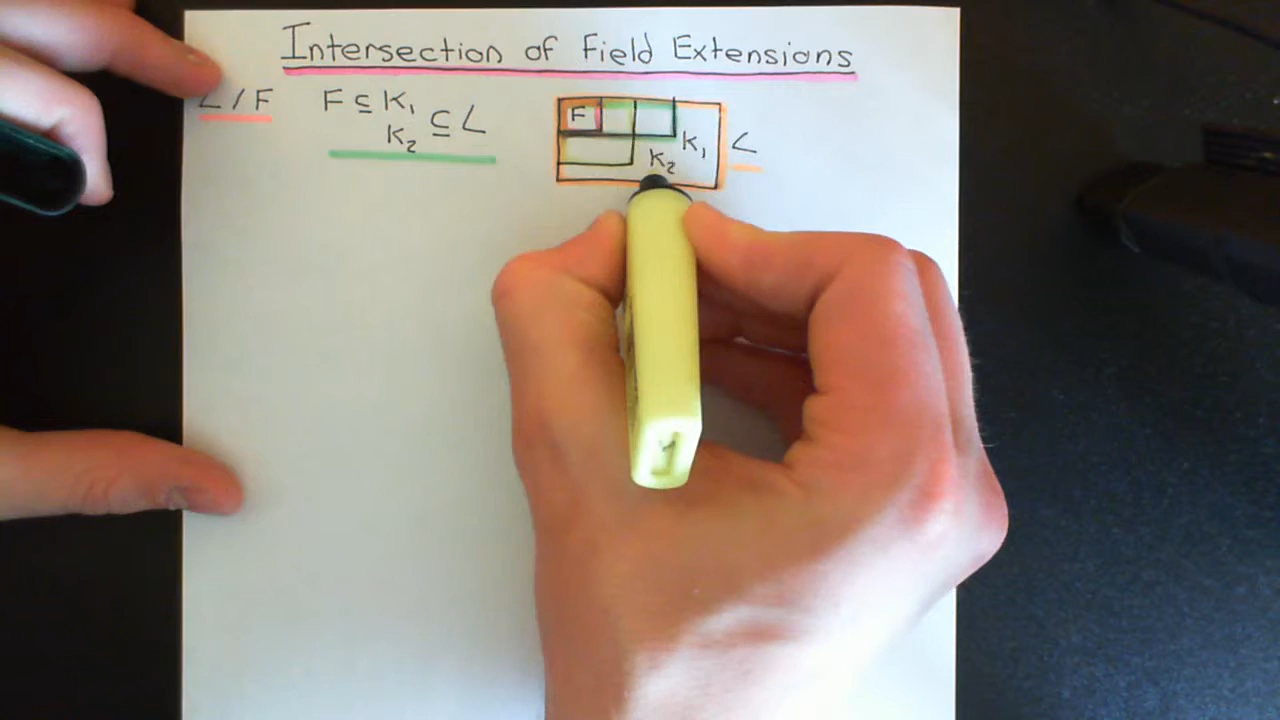 Intersection of Field Extensions
L / F F ⊆ K₁
K₂ ⊆ L
F
K₁ L
K₂